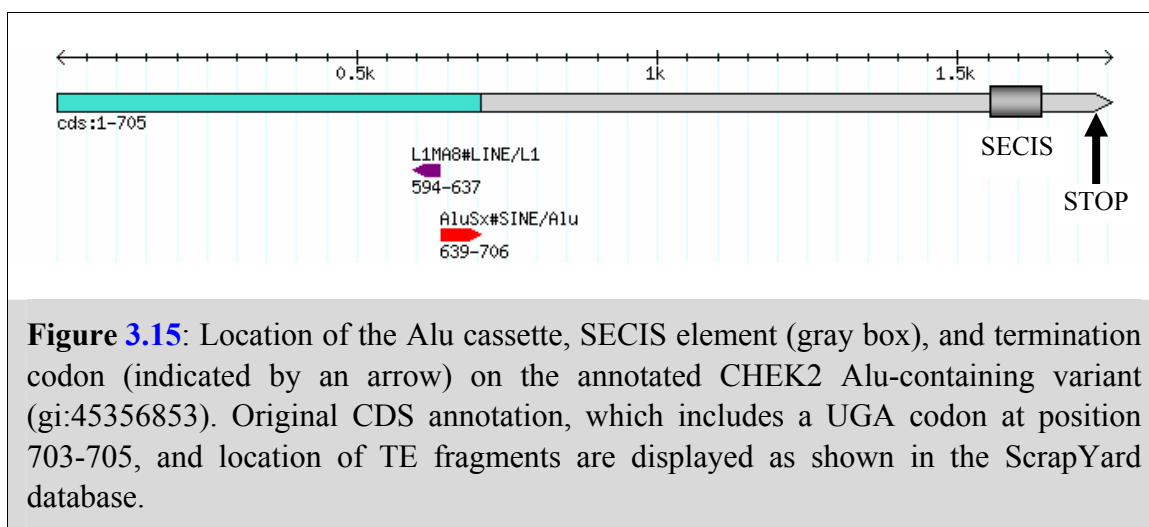 0.5k 1k 1.5k
cds:1-705
SECIS
L1MA8#LINE/L1
594-637
STOP
AluSx#SINE/Alu
639-706
Figure 3.15: Location of the Alu cassette, SECIS element (gray box), and termination
codon (indicated by an arrow) on the annotated CHEK2 Alu-containing variant
(gi:45356853). Original CDS annotation, which includes a UGA codon at position
703-705, and location of TE fragments are displayed as shown in the ScrapYard
database.